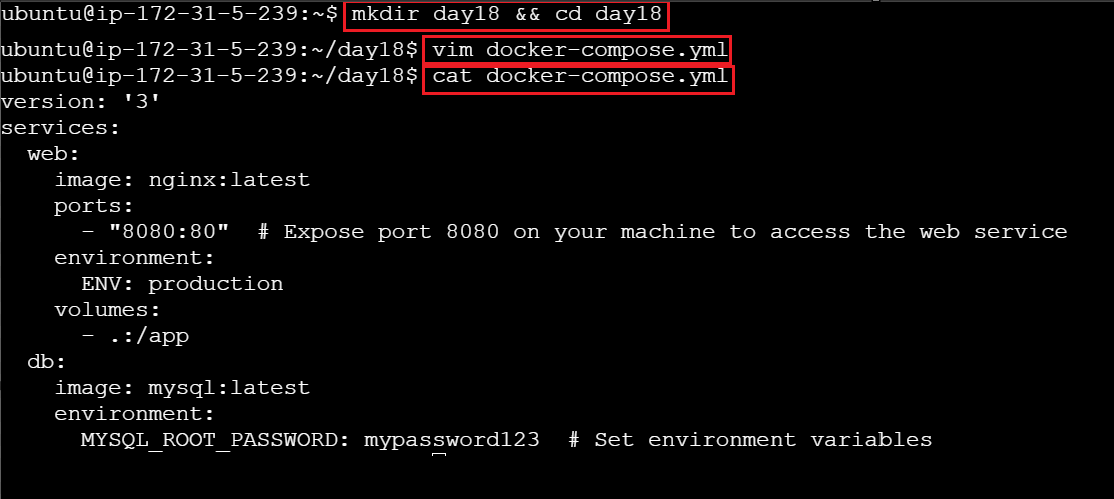 ubuntu@ip-172-31-5-239:~$ mkdir day18 && cd day18
ubuntu@ip-172-31-5-239:~/day18$ vim docker-compose.yml
ubuntu@ip-172-31-5-239:~/day18$ cat docker-compose.yml
version: '3'
services:
  web:
    image: nginx:latest
    ports:
      - "8080:80"  # Expose port 8080 on your machine to access the web service
    environment:
      ENV: production
    volumes:
      - .:/app
  db:
    image: mysql:latest
    environment:
      MYSQL_ROOT_PASSWORD: mypassword123  # Set environment variables